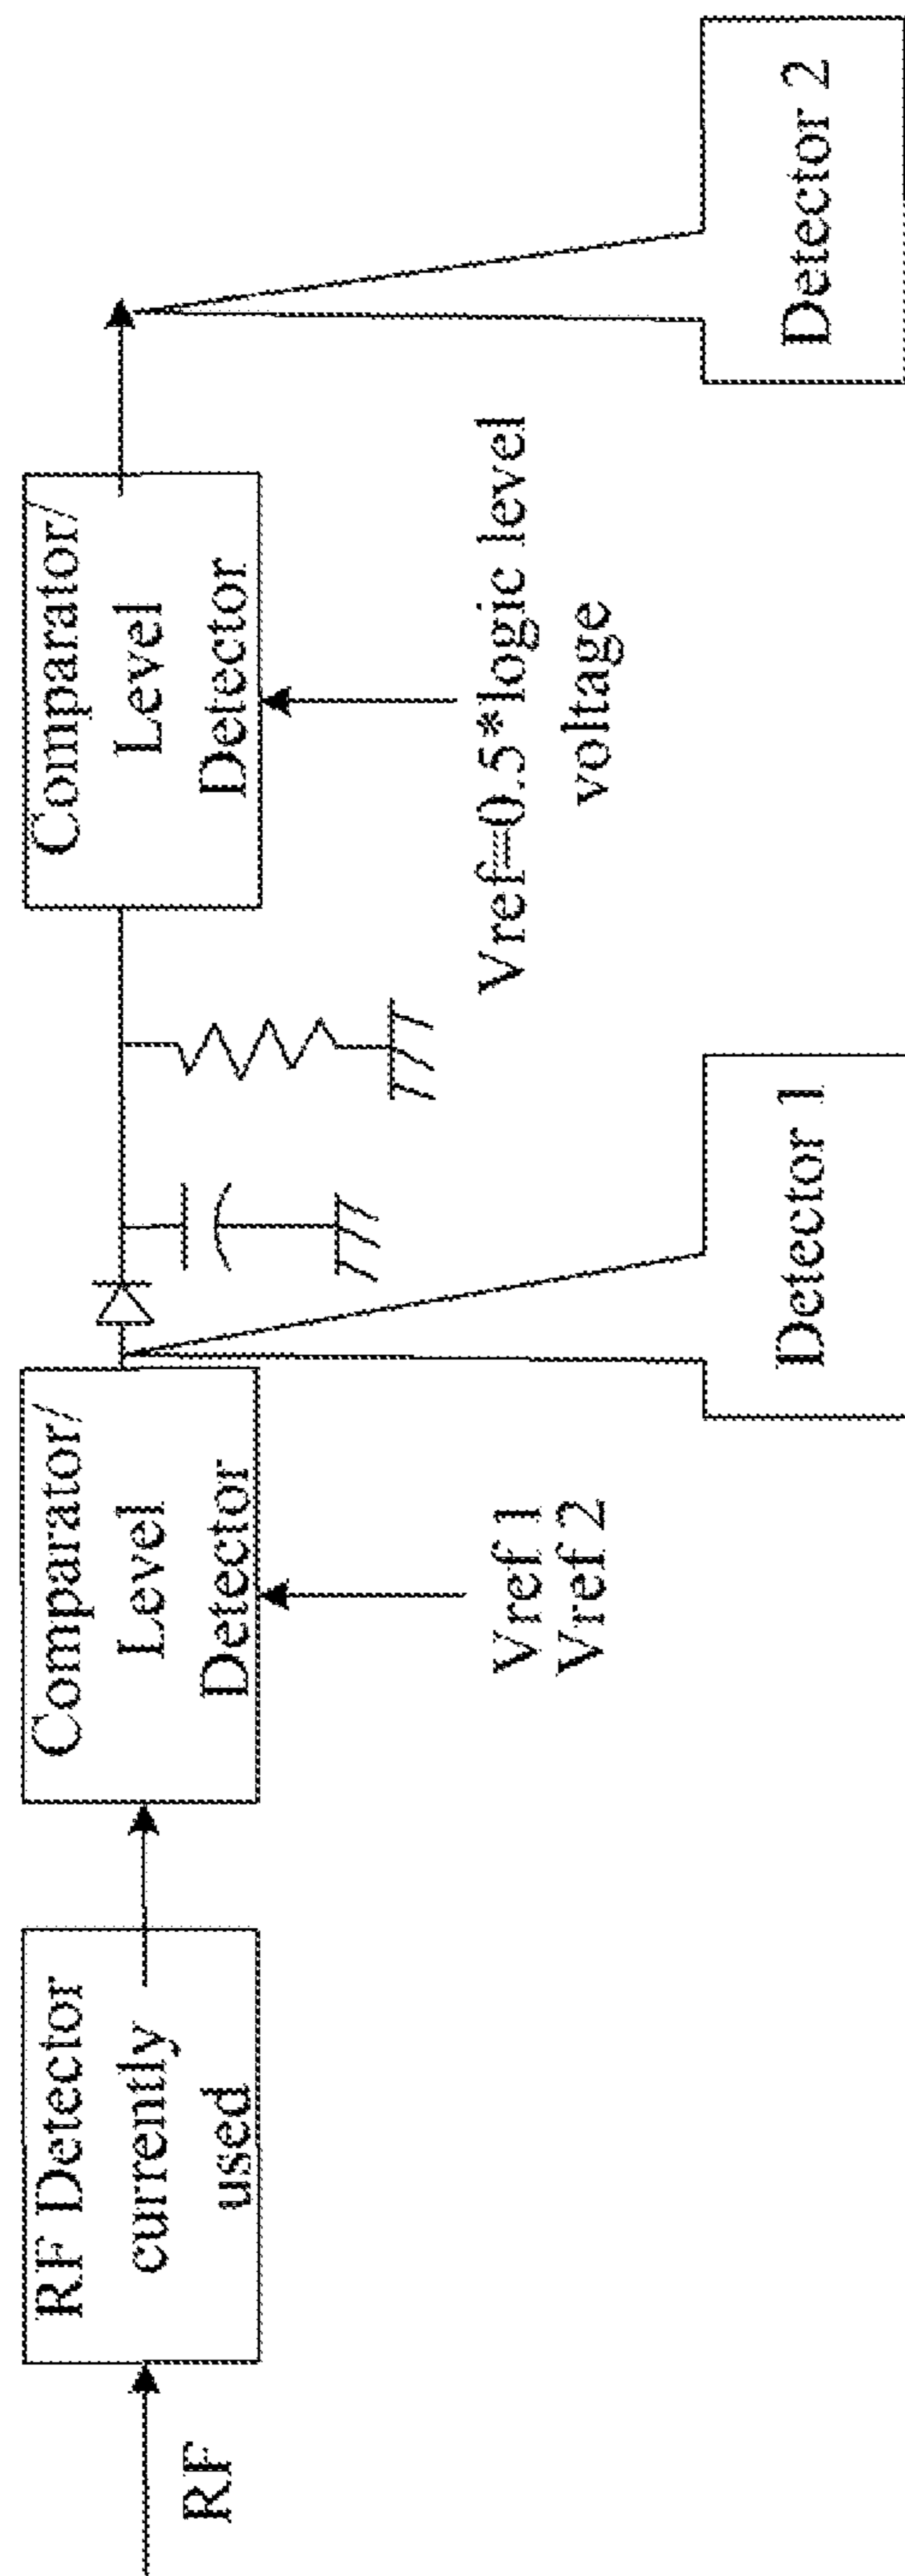 RF
RF Detector
currently
used
Comparator/
Level
Detector
Vref 1
Vref 2
Detector 1
Comparator/
Level
Detector
Vref=0.5*logic level
voltage
Detector 2